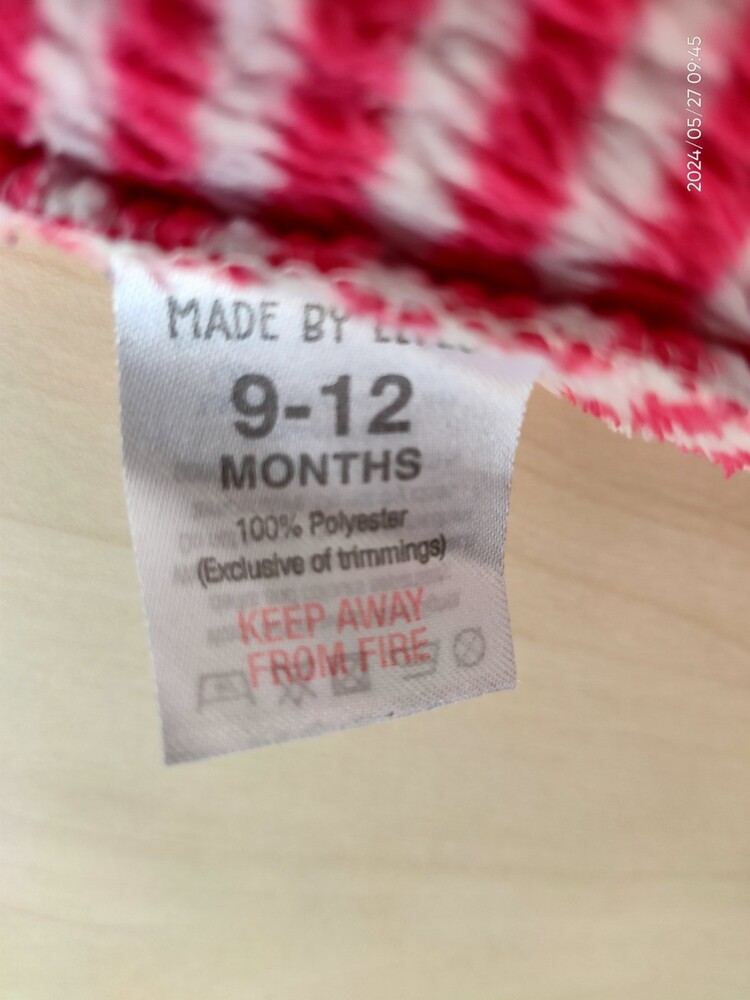 2024/05/27 09:45
MADE BY
9-12
MONTHS
100% Polyester
(Exclusive of trimmings)
KEEP AWAY
FROM FIRE